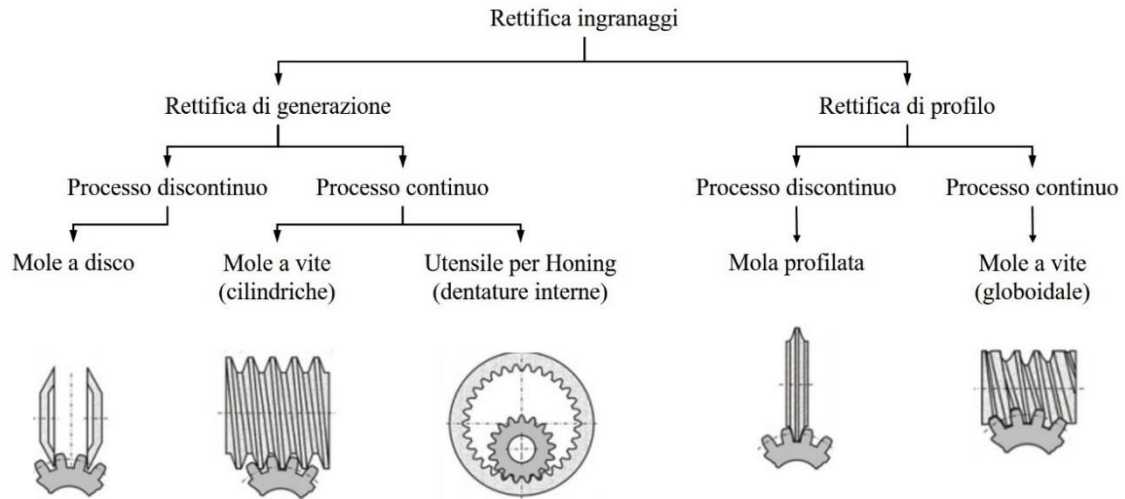 Rettifica ingranaggi
Rettifica di generazione
Rettifica di profilo
Processo discontinuo
Processo continuo
Processo discontinuo
Processo continuo
Mole a disco
Mole a vite
(cilindriche)
Utensile per Honing
(dentature interne)
Mola profilata
Mole a vite
(globoidale)